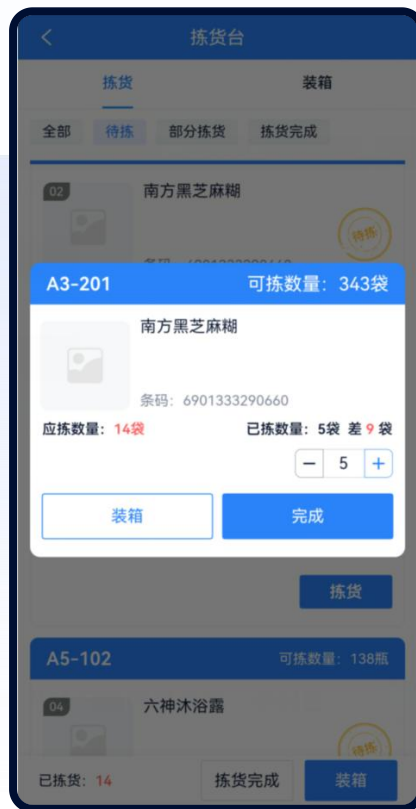 拣货台
拣货 装箱
全部 待拣 部分拣货 拣货完成
02
南方黑芝麻糊
待拣
A3-201 可拣数量：343袋
南方黑芝麻糊
条码：6901333290660
应拣数量：14袋 已拣数量：5袋 差 9 袋
5
装箱 完成
拣货
A5-102 可拣数量：138瓶
04
六神沐浴露
待拣
已拣货：14 拣货完成 装箱